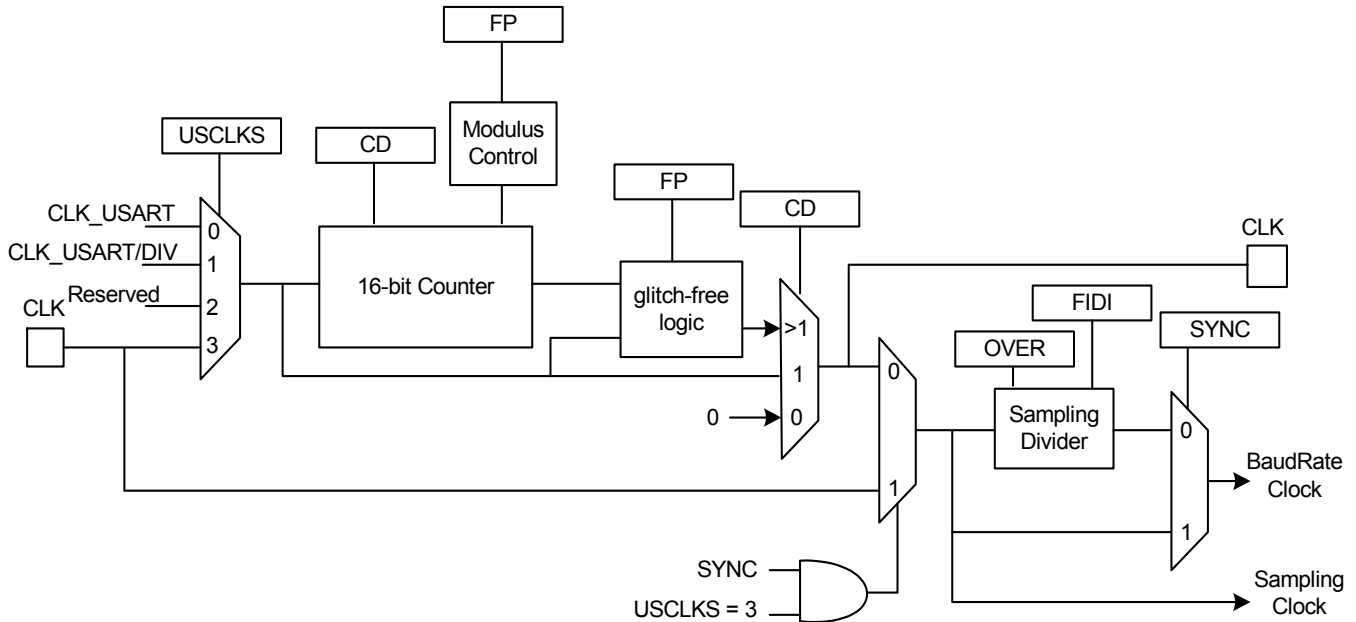 FP
USCLKS
CD
Modulus
Control
FP
CD
CLK_USART
0
CLK_USART/DIV
1
Reserved
2
CLK
3
16-bit Counter
glitch-free
logic
>1
1
0
0
CLK
0
1
FIDI
OVER
SYNC
Sampling
Divider
0
1
BaudRate
Clock
SYNC
USCLKS = 3
Sampling
Clock